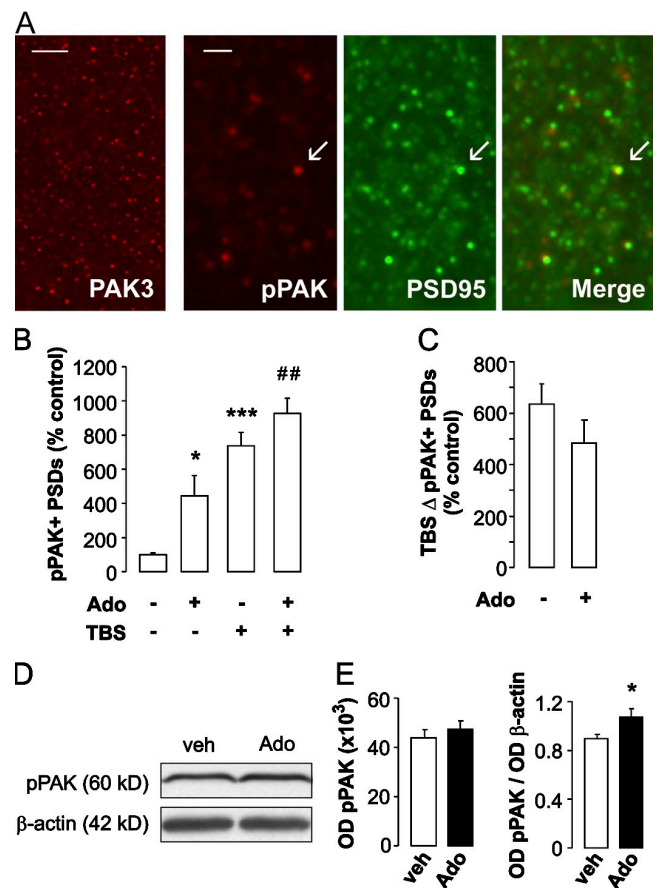 A
PAK3
pPAK
PSD95
Merge
B
pPAK+ PSDs (% control)
1200
1000
800
600
400
200
0
*
***
##
Ado - + - +
TBS - - + +
C
TBS Δ pPAK+ PSDs
(% control)
800
600
400
200
0
Ado - +
D
veh Ado
pPAK (60 kD)
β-actin (42 kD)
E
OD pPAK (x10³)
60
40
20
0
veh Ado
OD pPAK / OD β-actin
1.2
0.8
0.4
0
*
veh Ado